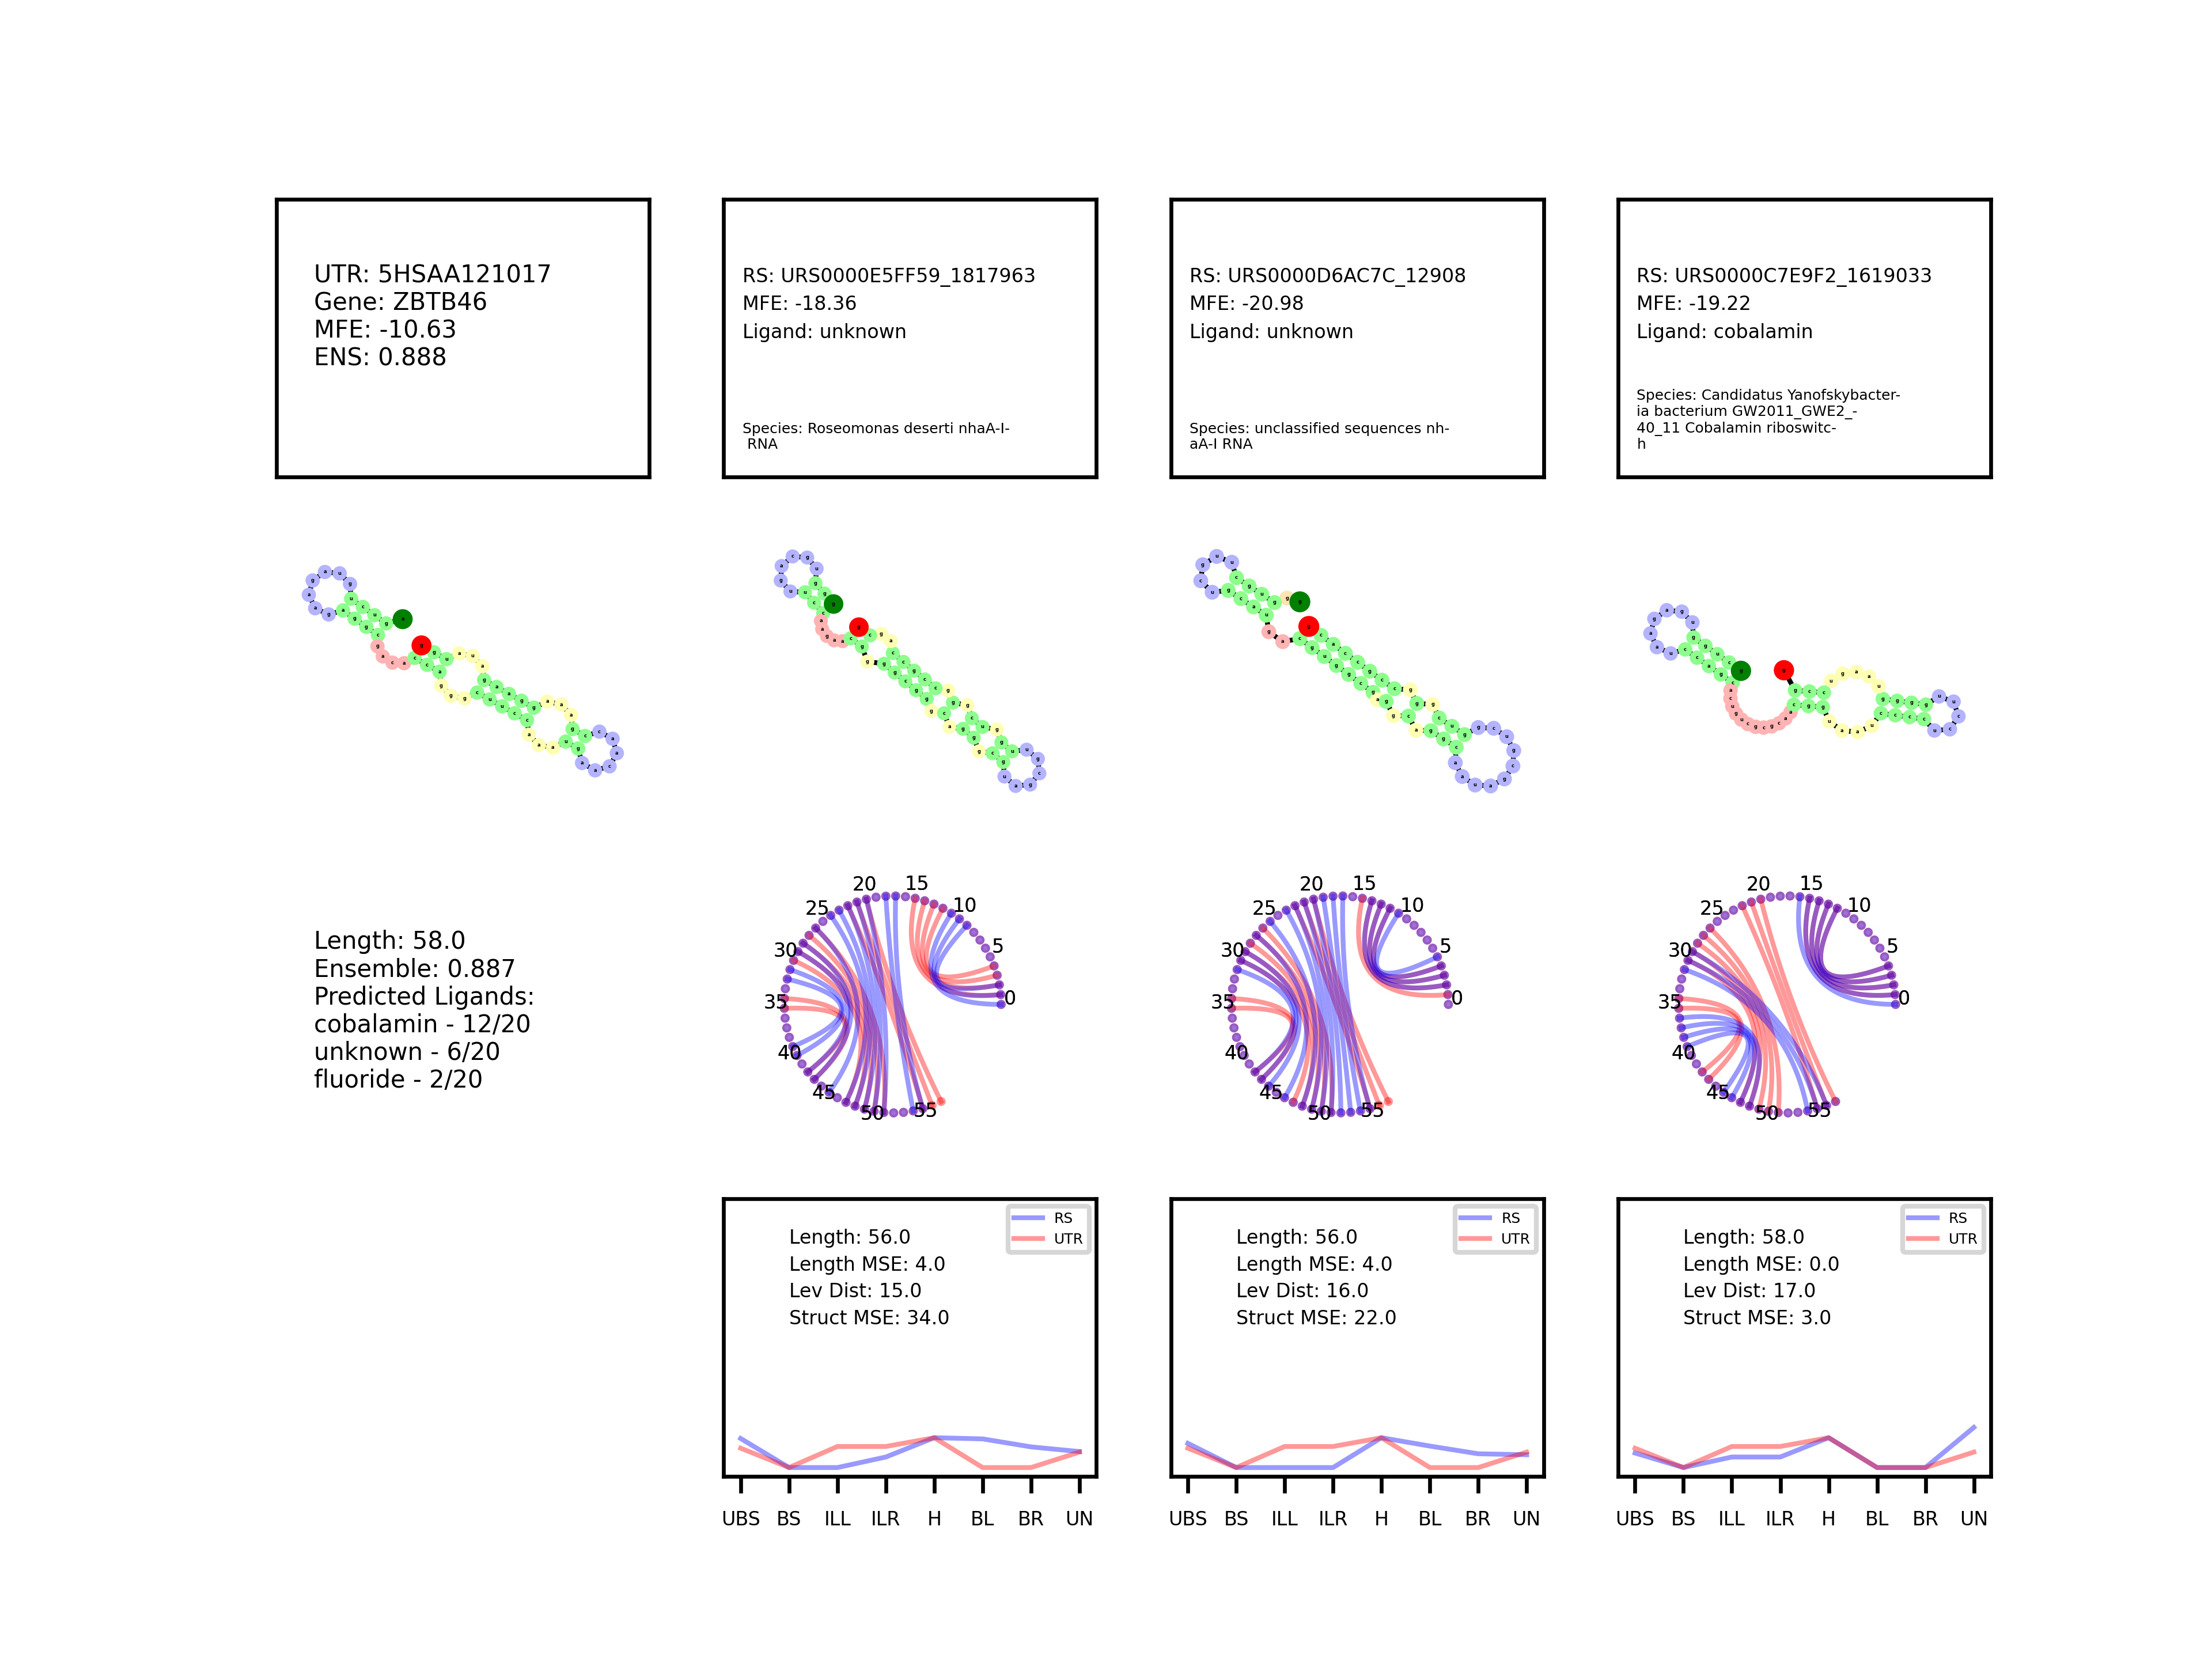 UTR: 5HSAA121017
Gene: ZBTB46
MFE: -10.63
ENS: 0.888
RS: URS0000E5FF59_1817963
MFE: -18.36
Ligand: unknown
Species: Roseomonas deserti nhaA-I-
RNA
RS: URS0000D6AC7C_12908
MFE: -20.98
Ligand: unknown
Species: unclassified sequences nh-
aA-I RNA
RS: URS0000C7E9F2_1619033
MFE: -19.22
Ligand: cobalamin
Species: Candidatus Yanofskybacter-
ia bacterium GW2011_GWE2_-
40_11 Cobalamin riboswitc-
h
Length: 58.0
Ensemble: 0.887
Predicted Ligands:
cobalamin - 12/20
unknown - 6/20
fluoride - 2/20
0
5
10
15
20
25
30
35
40
45
50
55
0
5
10
15
20
25
30
35
40
45
50
55
0
5
10
15
20
25
30
35
40
45
50
55
RS
UTR
Length: 56.0
Length MSE: 4.0
Lev Dist: 15.0
Struct MSE: 34.0
UBS BS ILL ILR H BL BR UN
RS
UTR
Length: 56.0
Length MSE: 4.0
Lev Dist: 16.0
Struct MSE: 22.0
UBS BS ILL ILR H BL BR UN
RS
UTR
Length: 58.0
Length MSE: 0.0
Lev Dist: 17.0
Struct MSE: 3.0
UBS BS ILL ILR H BL BR UN